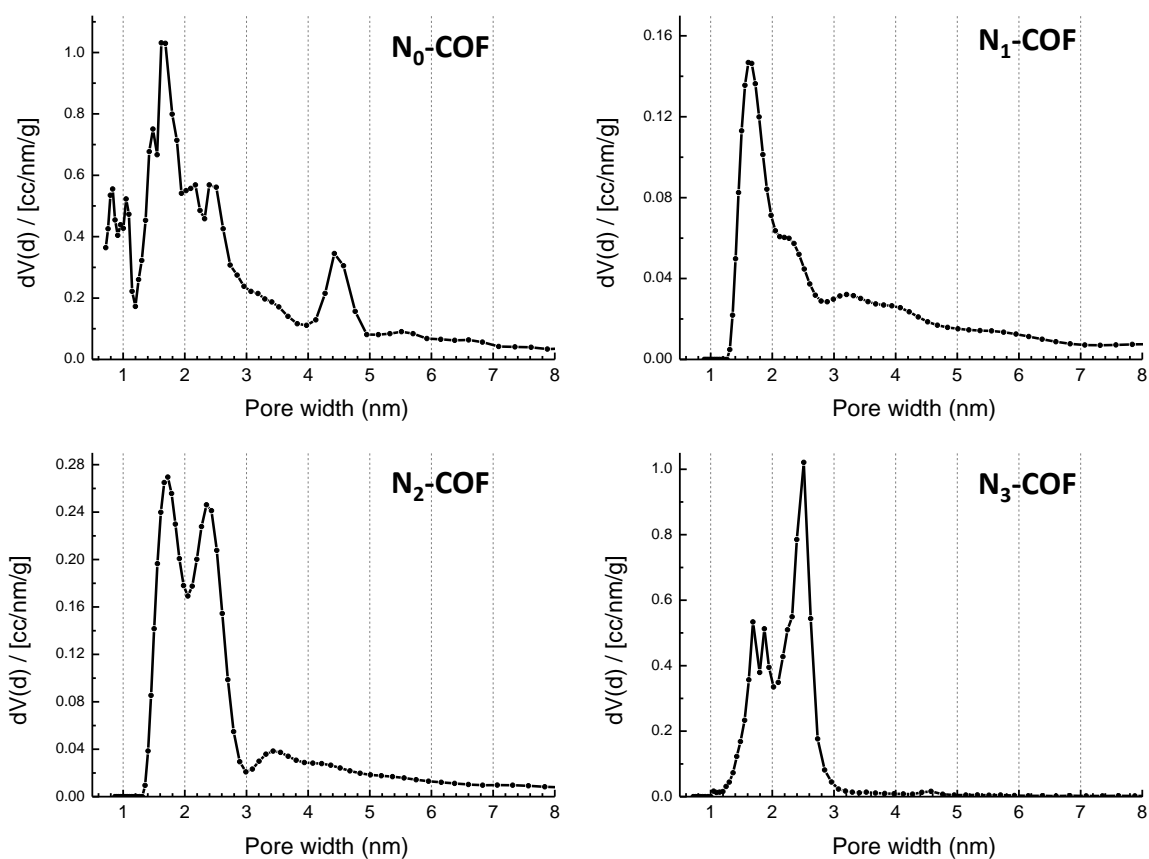 N₀-COF
dV(d) / [cc/nm/g]
1.0
0.8
0.6
0.4
0.2
0.0
1 2 3 4 5 6 7 8
Pore width (nm)
N₁-COF
dV(d) / [cc/nm/g]
0.16
0.12
0.08
0.04
0.00
1 2 3 4 5 6 7 8
Pore width (nm)
N₂-COF
dV(d) / [cc/nm/g]
0.28
0.24
0.20
0.16
0.12
0.08
0.04
0.00
1 2 3 4 5 6 7 8
Pore width (nm)
N₃-COF
dV(d) / [cc/nm/g]
1.0
0.8
0.6
0.4
0.2
0.0
1 2 3 4 5 6 7 8
Pore width (nm)